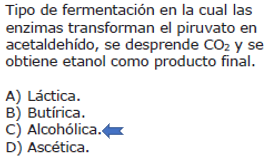 Tipo de fermentación en la cual las
enzimas transforman el piruvato en
acetaldehído, se desprende CO₂ y se
obtiene etanol como producto final.
A) Láctica.
B) Butírica.
C) Alcohólica.
D) Ascética.